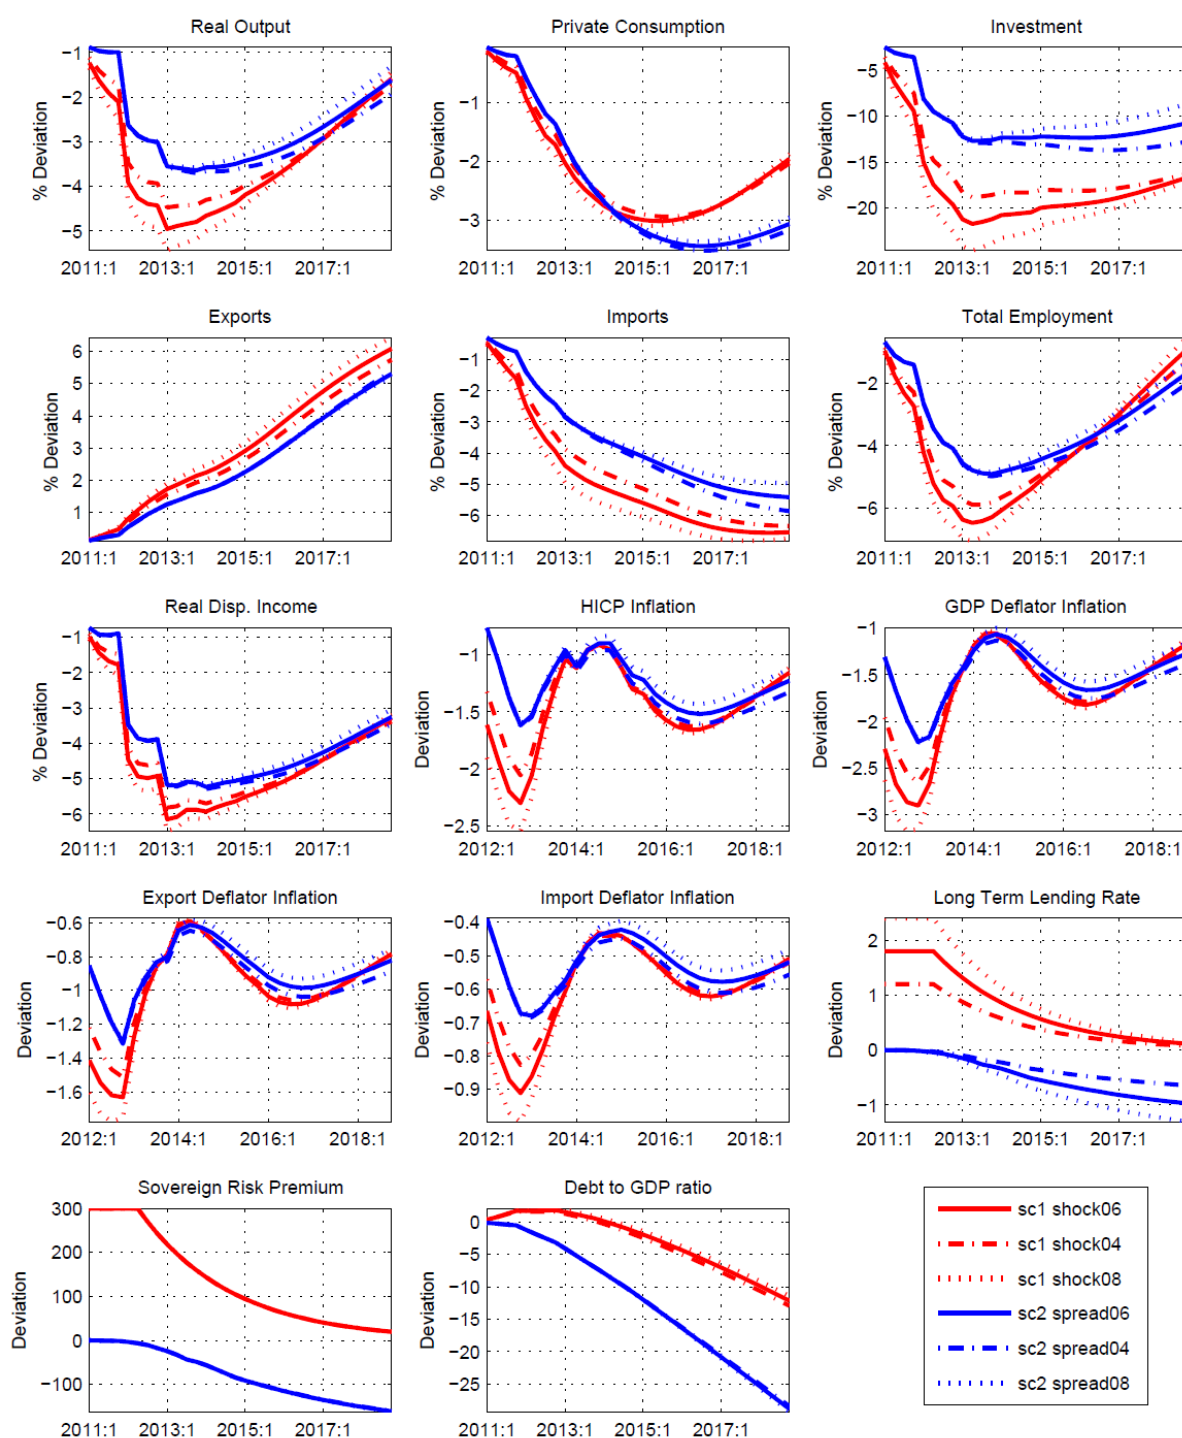 Real Output
Private Consumption
Investment
% Deviation
−1
−2
−3
−4
−5
2011:1 2013:1 2015:1 2017:1
% Deviation
−1
−2
−3
2011:1 2013:1 2015:1 2017:1
% Deviation
−5
−10
−15
−20
2011:1 2013:1 2015:1 2017:1
Exports
Imports
Total Employment
% Deviation
6
5
4
3
2
1
2011:1 2013:1 2015:1 2017:1
% Deviation
−1
−2
−3
−4
−5
−6
2011:1 2013:1 2015:1 2017:1
% Deviation
−2
−4
−6
2011:1 2013:1 2015:1 2017:1
Real Disp. Income
HICP Inflation
GDP Deflator Inflation
% Deviation
−1
−2
−3
−4
−5
−6
2011:1 2013:1 2015:1 2017:1
Deviation
−1
−1.5
−2
−2.5
2012:1 2014:1 2016:1 2018:1
Deviation
−1
−1.5
−2
−2.5
−3
2012:1 2014:1 2016:1 2018:1
Export Deflator Inflation
Import Deflator Inflation
Long Term Lending Rate
Deviation
−0.6
−0.8
−1
−1.2
−1.4
−1.6
2012:1 2014:1 2016:1 2018:1
Deviation
−0.4
−0.5
−0.6
−0.7
−0.8
−0.9
2012:1 2014:1 2016:1 2018:1
Deviation
2
1
0
−1
2011:1 2013:1 2015:1 2017:1
Sovereign Risk Premium
Debt to GDP ratio
Deviation
300
200
100
0
−100
2011:1 2013:1 2015:1 2017:1
Deviation
0
−5
−10
−15
−20
−25
2011:1 2013:1 2015:1 2017:1
sc1 shock06
sc1 shock04
sc1 shock08
sc2 spread06
sc2 spread04
sc2 spread08